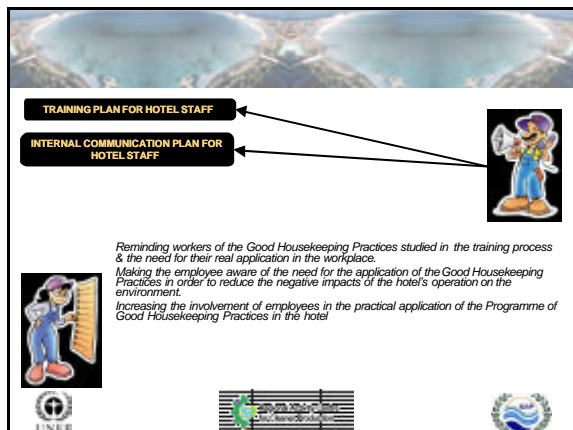 TRAINING PLAN FOR HOTEL STAFF
INTERNAL COMMUNICATION PLAN FOR
HOTEL STAFF
Reminding workers of the Good Housekeeping Practices studied in the training process
& the need for their real application in the workplace.
Making the employee aware of the need for the application of the Good Housekeeping
Practices in order to reduce the negative impacts of the hotel's operation on the
environment.
Increasing the involvement of employees in the practical application of the Programme of
Good Housekeeping Practices in the hotel
UNEP